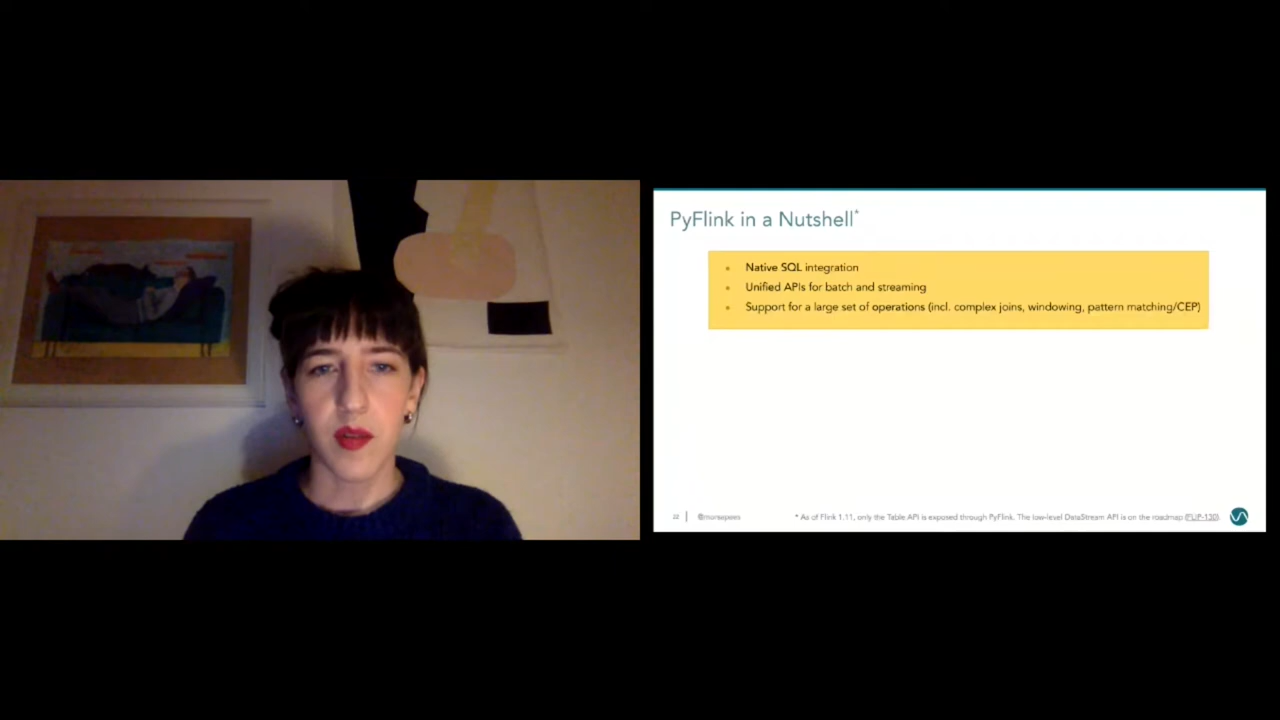 PyFlink in a Nutshell*
• Native SQL integration
• Unified APIs for batch and streaming
• Support for a large set of operations (incl. complex joins, windowing, pattern matching/CEP)
22 | @morsapaes * As of Flink 1.11, only the Table API is exposed through PyFlink. The low-level DataStream API is on the roadmap (FLIP-130).